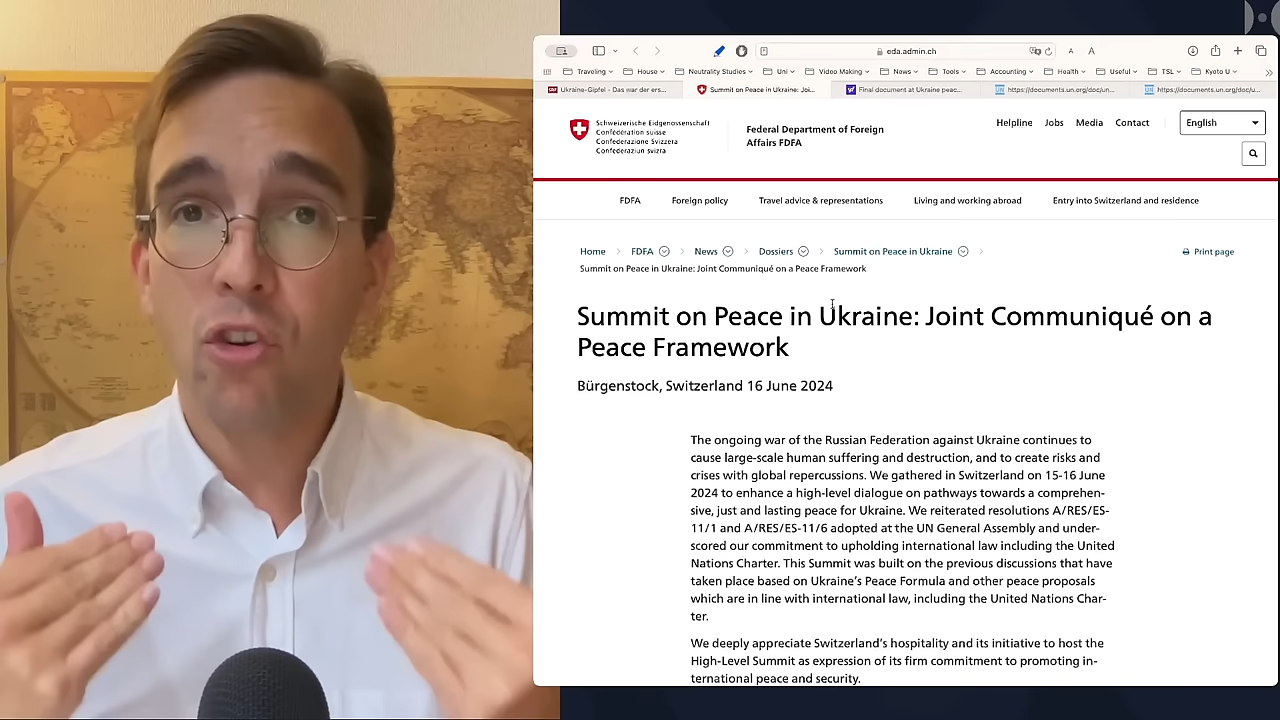 eda.admin.ch
A
A
Traveling
House
Neutrality Studies
Uni
Video Making
News
Tools
Accounting
Health
Useful
TSL
Kyoto U
SRF
Ukraine-Gipfel - Das war der ers...
Summit on Peace in Ukraine: Joi...
Final document at Ukraine peac...
UN
https://documents.un.org/doc/un...
UN
https://documents.un.org/doc/u...
Schweizerische Eidgenossenschaft
Confédération suisse
Confederazione Svizzera
Confederaziun svizra
Federal Department of Foreign
Affairs FDFA
Helpline
Jobs
Media
Contact
English
FDFA
Foreign policy
Travel advice & representations
Living and working abroad
Entry into Switzerland and residence
Home
FDFA
News
Dossiers
Summit on Peace in Ukraine
Print page
Summit on Peace in Ukraine: Joint Communiqué on a Peace Framework
Summit on Peace in Ukraine: Joint Communiqué on a
Peace Framework
Bürgenstock, Switzerland 16 June 2024
The ongoing war of the Russian Federation against Ukraine continues to
cause large-scale human suffering and destruction, and to create risks and
crises with global repercussions. We gathered in Switzerland on 15-16 June
2024 to enhance a high-level dialogue on pathways towards a comprehen-
sive, just and lasting peace for Ukraine. We reiterated resolutions A/RES/ES-
11/1 and A/RES/ES-11/6 adopted at the UN General Assembly and under-
scored our commitment to upholding international law including the United
Nations Charter. This Summit was built on the previous discussions that have
taken place based on Ukraine's Peace Formula and other peace proposals
which are in line with international law, including the United Nations Char-
ter.
We deeply appreciate Switzerland's hospitality and its initiative to host the
High-Level Summit as expression of its firm commitment to promoting in-
ternational peace and security.